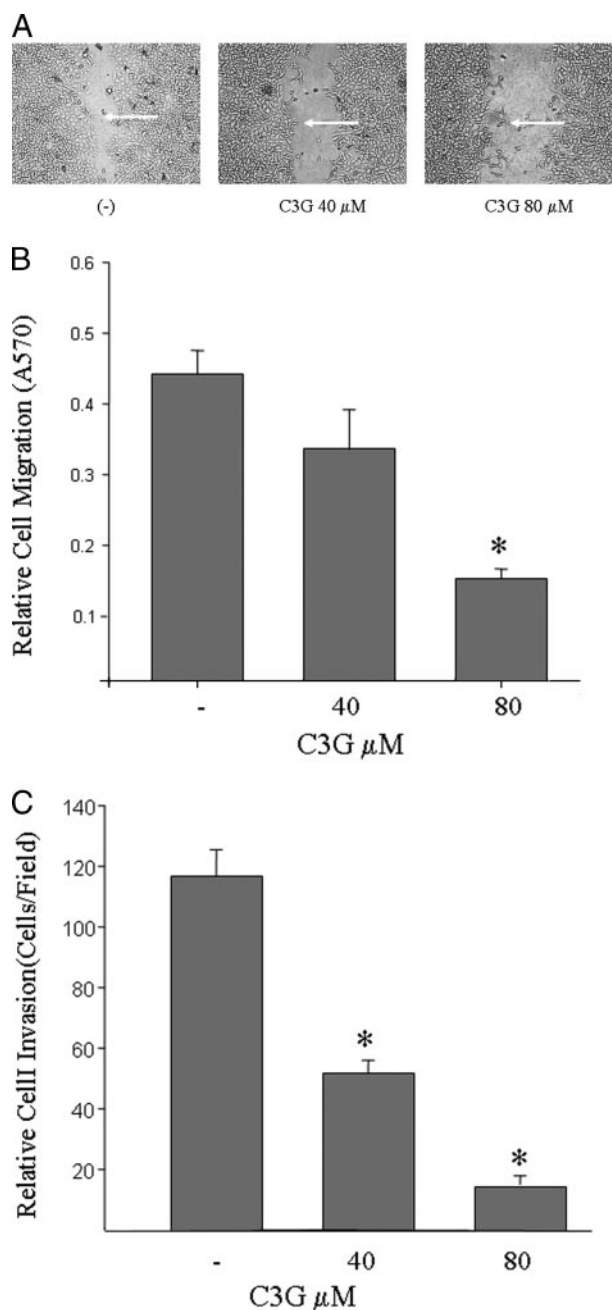 A
(-)
C3G 40 μM
C3G 80 μM
B
Relative Cell Migration (A570)
0.6
0.5
0.4
0.3
0.2
0.1
*
-
40
80
C3G μM
C
Relative CellI Invasion(Cells/Field)
140
120
100
80
60
40
20
*
*
-
40
80
C3G μM